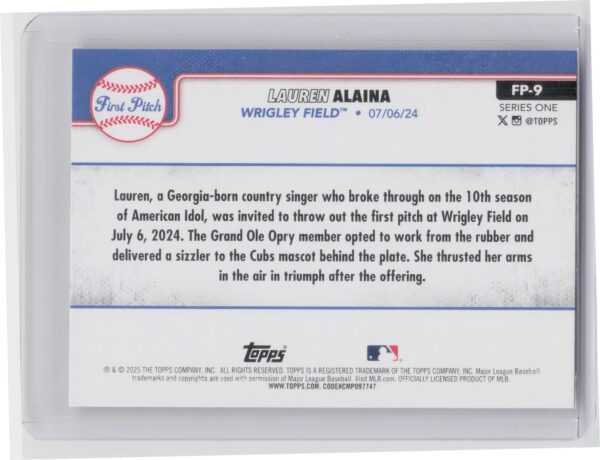 First Pitch
LAUREN ALAINA
WRIGLEY FIELD™ • 07/06/24
FP-9
SERIES ONE
X @TOPPS
Lauren, a Georgia-born country singer who broke through on the 10th season
of American Idol, was invited to throw out the first pitch at Wrigley Field on
July 6, 2024. The Grand Ole Opry member opted to work from the rubber and
delivered a sizzler to the Cubs mascot behind the plate. She thrusted her arms
in the air in triumph after the offering.
Topps
® & © 2025 THE TOPPS COMPANY, INC. ALL RIGHTS RESERVED. TOPPS IS A REGISTERED TRADEMARK OF THE TOPPS COMPANY, INC. Major League Baseball
trademarks and copyrights are used with permission of Major League Baseball. Visit MLB.com. OFFICIALLY LICENSED PRODUCT OF MLB.
WWW.TOPPS.COM. CODE#CMP097747